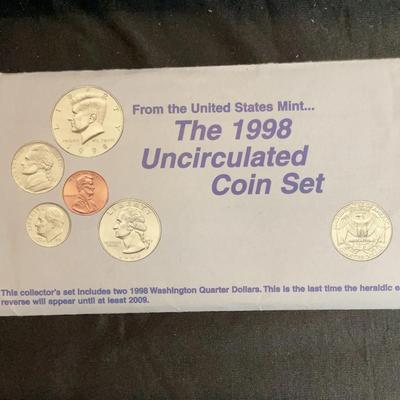 From the United States Mint...
The 1998
Uncirculated
Coin Set
LIBERTY
This collector's set includes two 1998 Washington Quarter Dollars. This is the last time the heraldic e
reverse will appear until at least 2009.